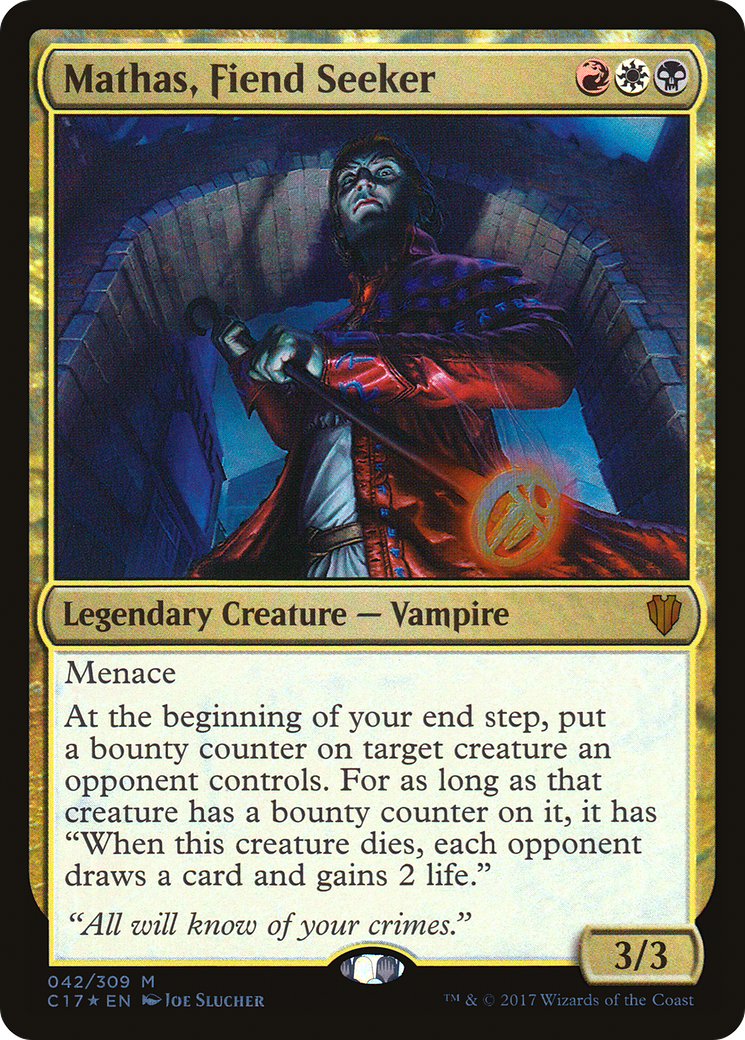 Mathas, Fiend Seeker
Legendary Creature — Vampire
Menace
At the beginning of your end step, put
a bounty counter on target creature an
opponent controls. For as long as that
creature has a bounty counter on it, it has
“When this creature dies, each opponent
draws a card and gains 2 life.”
“All will know of your crimes.”
3/3
042/309 M
C17★EN Joe Slucher
™ & © 2017 Wizards of the Coast